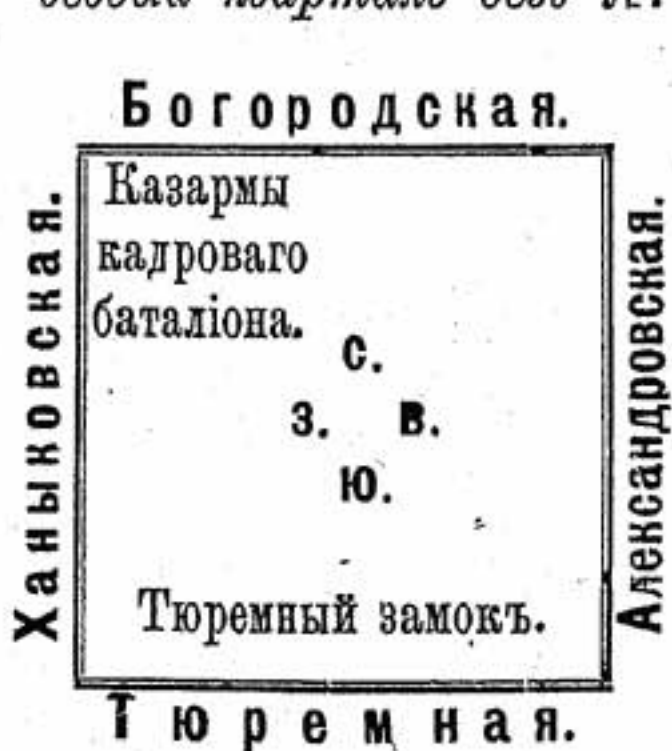 Богородская.
Ханыковская.
Казармы
кадроваго
баталіона.
с.
з. в.
ю.
Тюремный замокъ.
Александровская.
Тюремная.